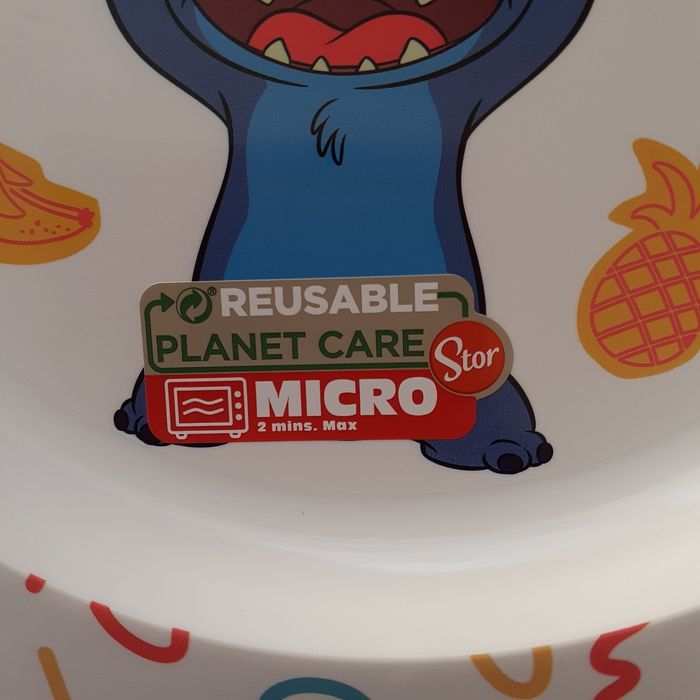 ® REUSABLE
PLANET CARE
Stor
MICRO
2 mins. Max